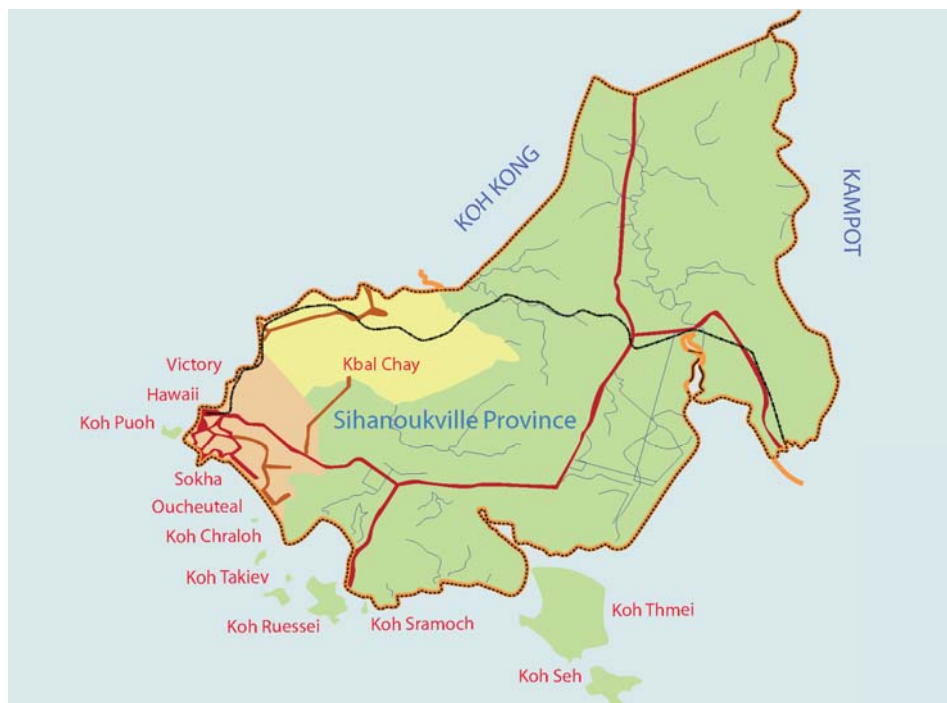 KOH KONG
KAMPOT
Victory
Kbal Chay
Hawaii
Koh Puoh
Sihanoukville Province
Sokha
Oucheuteal
Koh Chraloh
Koh Takiev
Koh Ruessei
Koh Sramoch
Koh Thmei
Koh Seh